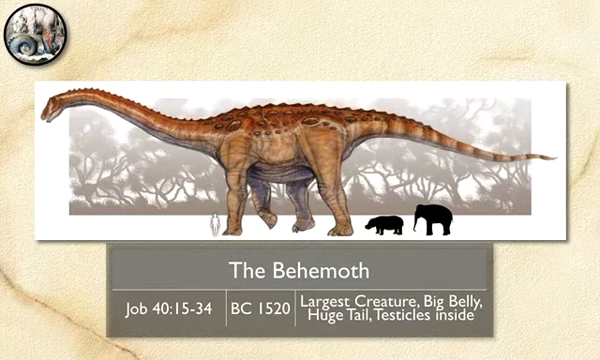 The Behemoth
Job 40:15-34
BC 1520
Largest Creature, Big Belly,
Huge Tail, Testicles inside